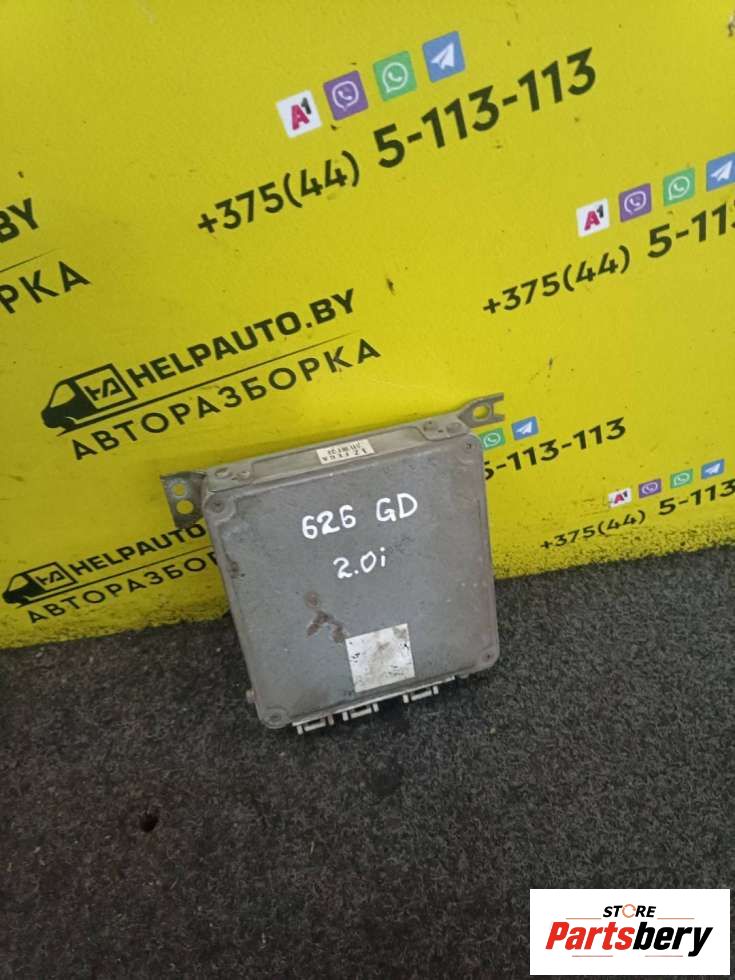 +375(44) 5-113-113
A1
+375(44) 5-113
A1
.BY
РКА
HELPAUTO.BY
АВТОРАЗБОРКА
HELPAUTO
АВТОРАЗБОРКА
5-113-113
+375(44) 5-113
A1
626 GD
2.0i
STORE
Partsbery